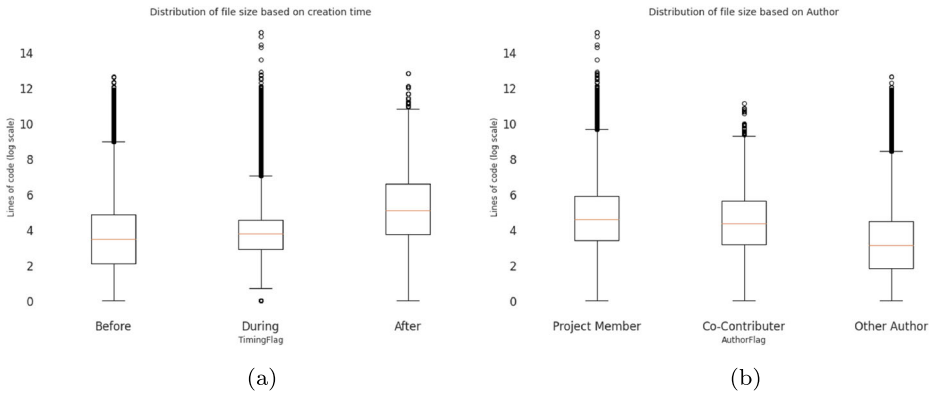 Distribution of file size based on creation time
Lines of code (log scale)
14
12
10
8
6
4
2
0
Before During After
TimingFlag
(a)
Distribution of file size based on Author
Lines of code (log scale)
14
12
10
8
6
4
2
0
Project Member Co-Contributer Other Author
AuthorFlag
(b)